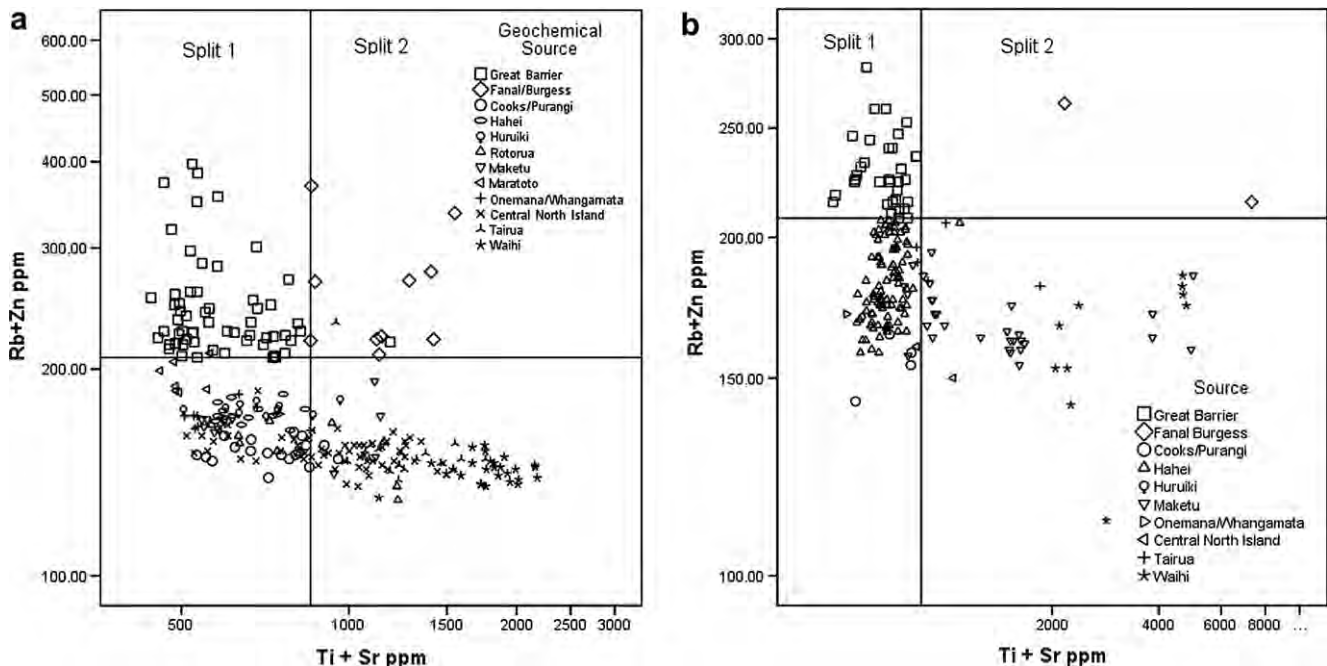 a
600.00
500.00
400.00
300.00
200.00
100.00
Rb+Zn ppm
Split 1
Split 2
Geochemical
Source
Great Barrier
Fanal/Burgess
Cooks/Purangi
Hahei
Huruiki
Rotorua
Maketu
Maratoto
Onemana/Whangamata
Central North Island
Tairua
Waihi
500
1000
1500
2000
2500
3000
Ti + Sr ppm
b
300.00
250.00
200.00
150.00
100.00
Rb+Zn ppm
Split 1
Split 2
Source
Great Barrier
Fanal Burgess
Cooks/Purangi
Hahei
Huruiki
Maketu
Onemana/Whangamata
Central North Island
Tairua
Waihi
2000
4000
6000
8000
...
Ti + Sr ppm